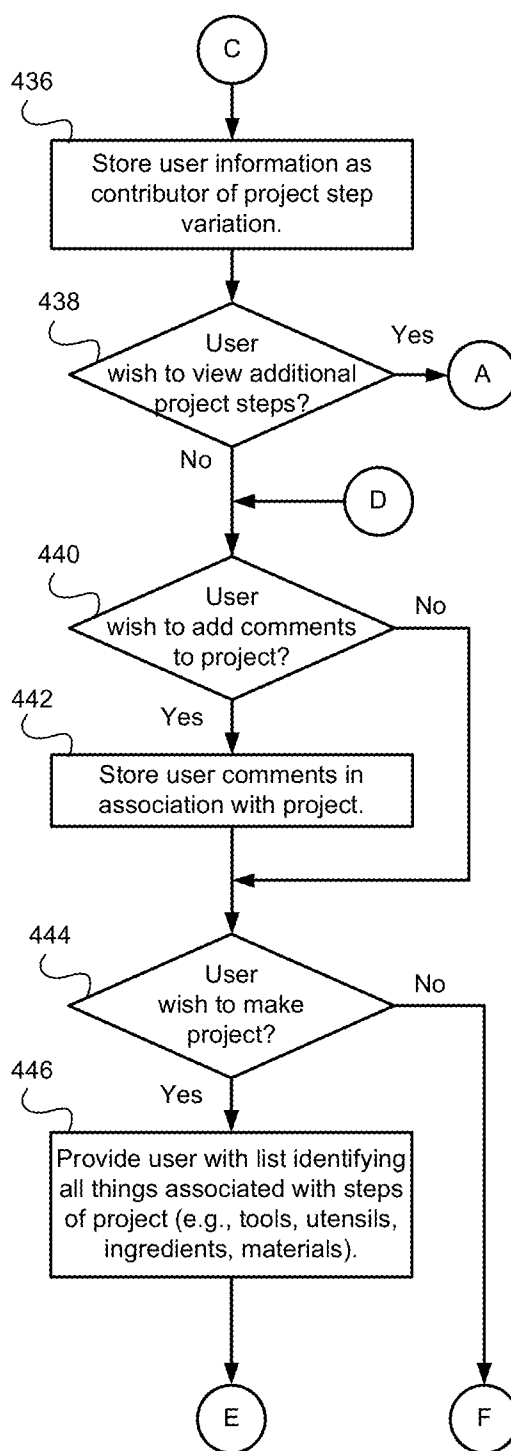 C
436
Store user information as
contributor of project step
variation.
438
User
wish to view additional
project steps?
Yes
A
No
D
440
User
wish to add comments
to project?
No
Yes
442
Store user comments in
association with project.
444
User
wish to make
project?
No
Yes
446
Provide user with list identifying
all things associated with steps
of project (e.g., tools, utensils,
ingredients, materials).
E
F